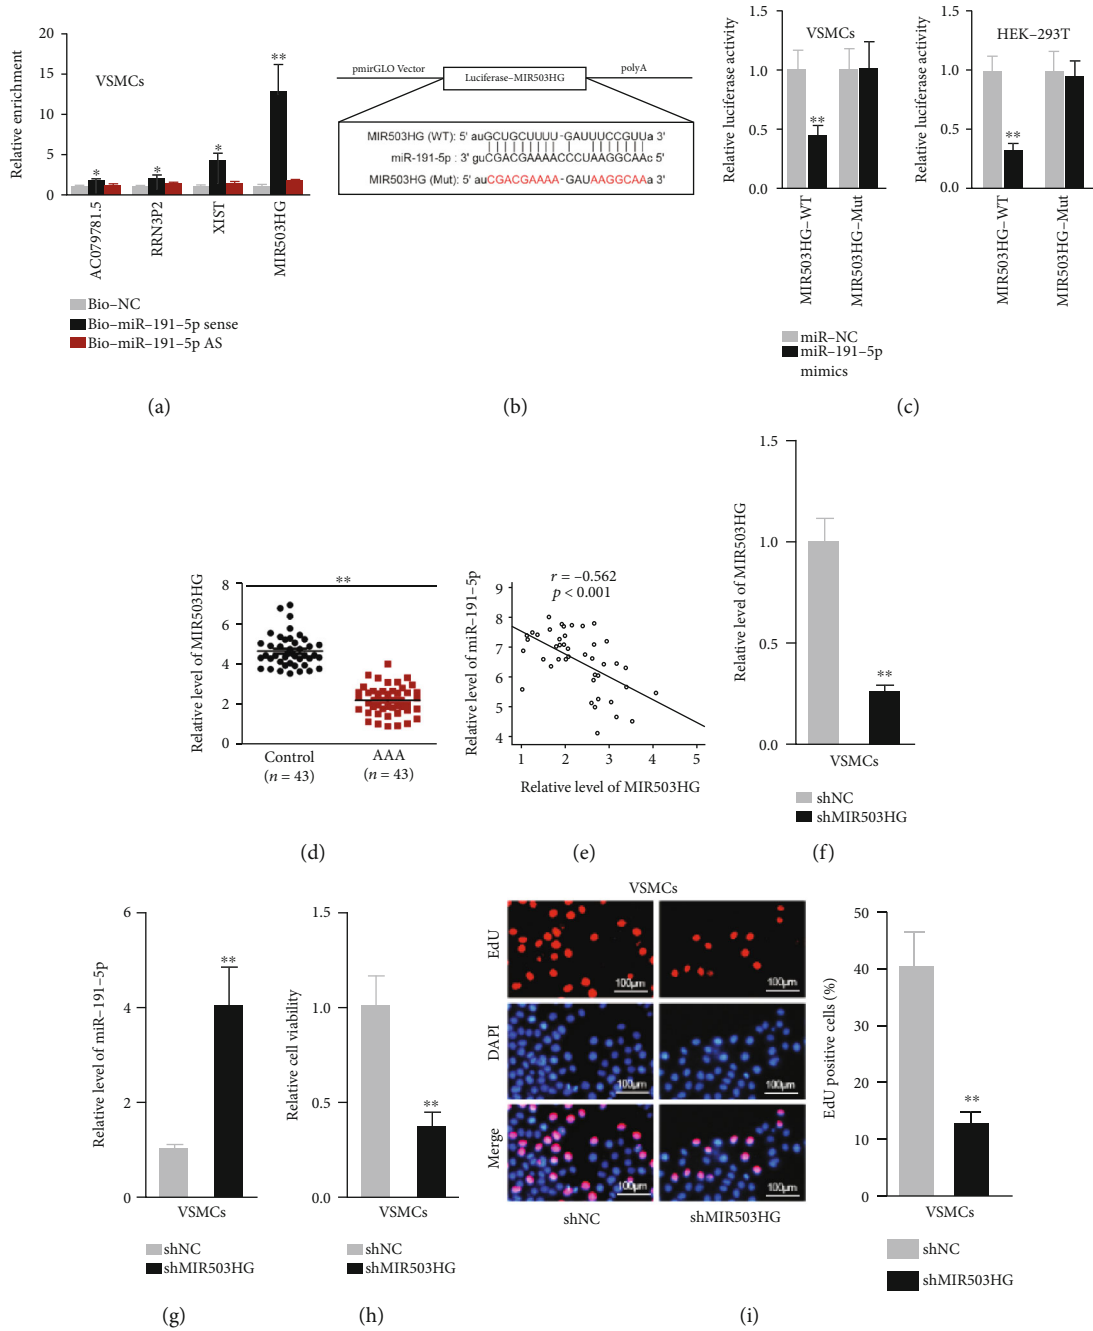 Relative enrichment
20
15
10
5
0
VSMCs
*
*
*
**
AC079781.5
RRN3P2
XIST
MIR503HG
Bio–NC
Bio–miR–191–5p sense
Bio–miR–191–5p AS
(a)
pmirGLO Vector
Luciferase–MIR503HG
polyA
MIR503HG (WT): 5' auGCUGCUUUU-GAUUUCCGUUa 3'
miR-191-5p : 3' guCGACGAAAACCCUAAGGCAAc 5'
MIR503HG (Mut): 5' auCGACGAAAA-GAUAAGGCAAa 3'
(b)
Relative luciferase activity
1.5
1.0
0.5
0.0
VSMCs
**
MIR503HG–WT
MIR503HG–Mut
Relative luciferase activity
1.5
1.0
0.5
0.0
HEK–293T
**
MIR503HG–WT
MIR503HG–Mut
miR–NC
miR–191–5p
mimics
(c)
Relative level of MIR503HG
8
6
4
2
0
**
Control
(n = 43)
AAA
(n = 43)
(d)
Relative level of miR–191–5p
9
8
7
6
5
4
r = –0.562
p < 0.001
1 2 3 4 5
Relative level of MIR503HG
(e)
Relative level of MIR503HG
1.5
1.0
0.5
0.0
**
VSMCs
shNC
shMIR503HG
(f)
Relative level of miR–191–5p
6
4
2
0
**
VSMCs
shNC
shMIR503HG
(g)
Relative cell viability
1.5
1.0
0.5
0.0
**
VSMCs
shNC
shMIR503HG
(h)
VSMCs
EdU
100μm
100μm
DAPI
100μm
100μm
Merge
100μm
100μm
shNC
shMIR503HG
EdU positive cells (%)
50
40
30
20
10
0
**
VSMCs
shNC
shMIR503HG
(i)